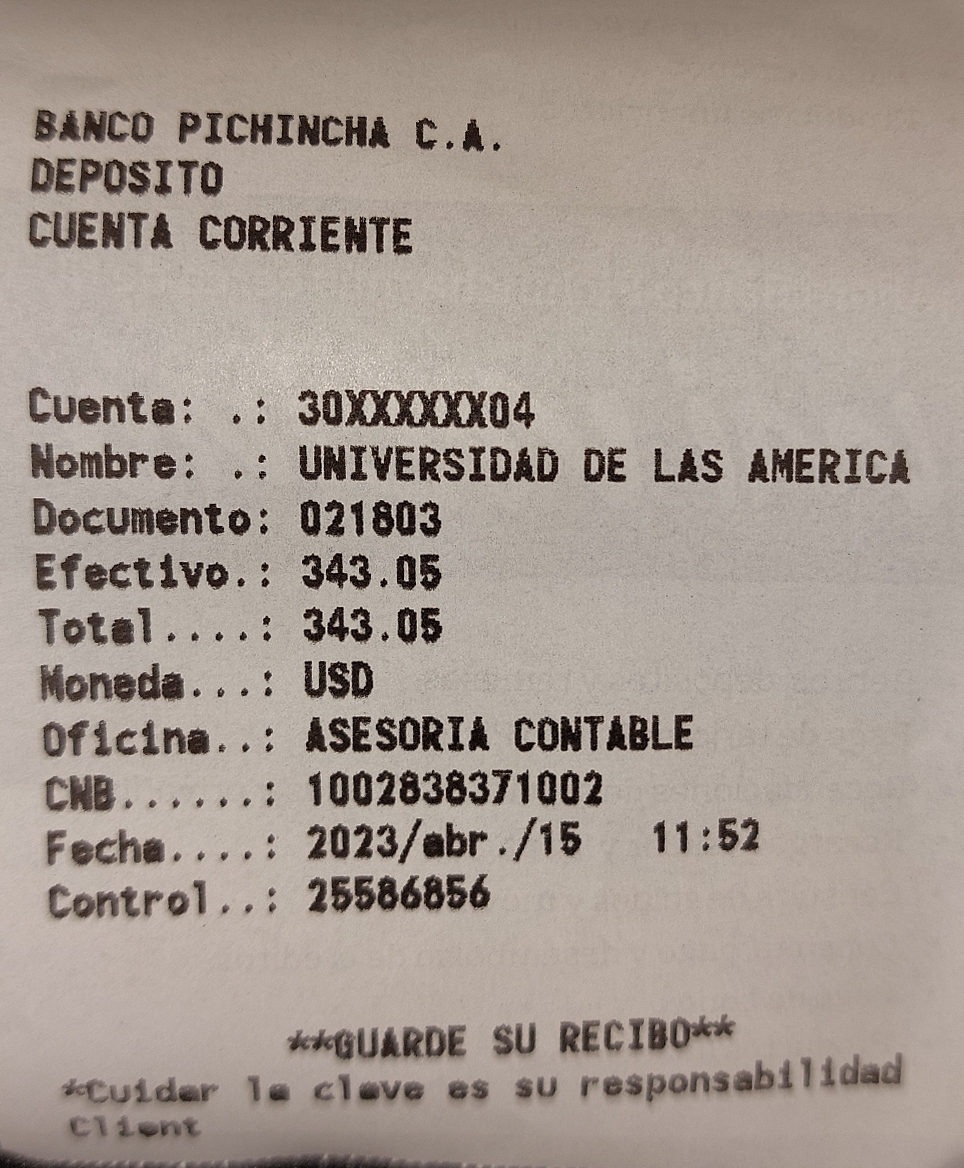 BANCO PICHINCHA C.A.
DEPOSITO
CUENTA CORRIENTE
Cuenta: .: 30XXXXXX04
Nombre: .: UNIVERSIDAD DE LAS AMERICA
Documento: 021803
Efectivo.: 343.05
Total....: 343.05
Moneda...: USD
Oficina..: ASESORIA CONTABLE
CNB......: 1002838371002
Fecha....: 2023/abr./15 11:52
Control..: 25586856
**GUARDE SU RECIBO**
*Cuidar la clave es su responsabilidad
Client